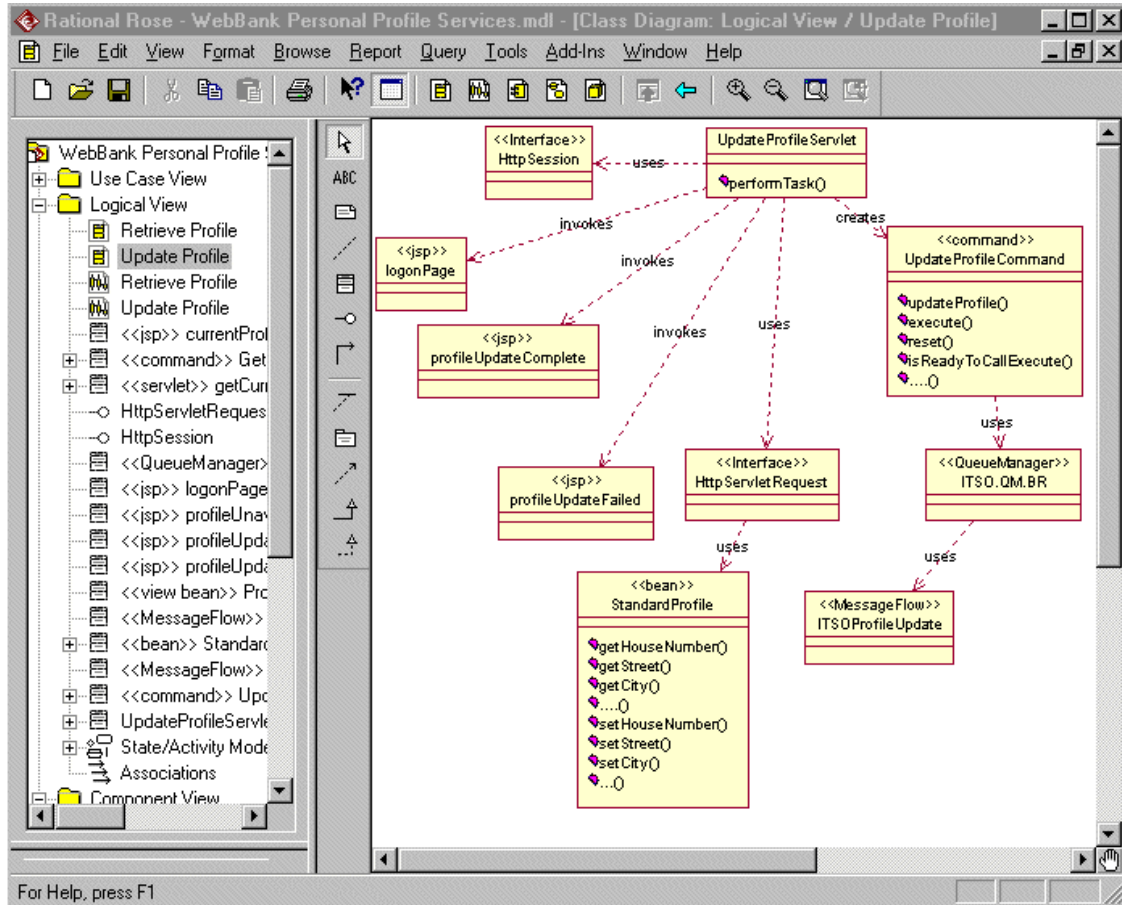 Rational Rose - WebBank Personal Profile Services.mdl - [Class Diagram: Logical View / Update Profile]
File Edit View Format Browse Report Query Tools Add-Ins Window Help
ABC
WebBank Personal Profile
Use Case View
Logical View
Retrieve Profile
Update Profile
Retrieve Profile
Update Profile
<<jsp>> currentProf
<<command>> Get
<<servlet>> getCurr
HttpServletReques
HttpSession
<<QueueManager>
<<jsp>> logonPage
<<jsp>> profileUnav
<<jsp>> profileUpda
<<jsp>> profileUpda
<<view bean>> Pro
<<MessageFlow>>
<<bean>> Standard
<<MessageFlow>>
<<command>> Upd
UpdateProfileServle
State/Activity Mode
Associations
Component View
<<Interface>>
HttpSession
uses
UpdateProfileServlet
performTask()
invokes
creates
<<jsp>>
logonPage
invokes
<<command>>
UpdateProfileCommand
updateProfile()
execute()
reset()
isReadyToCallExecute()
....()
invokes
uses
<<jsp>>
profileUpdateComplete
uses
<<jsp>>
profileUpdateFailed
<<Interface>>
HttpServletRequest
<<QueueManager>>
ITSO.QM.BR
uses
uses
<<bean>>
StandardProfile
getHouseNumber()
getStreet()
getCity()
....()
setHouseNumber()
setStreet()
setCity()
...()
<<MessageFlow>>
ITSOProfileUpdate
For Help, press F1